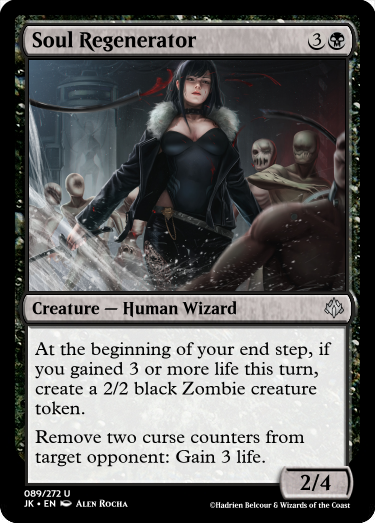 Soul Regenerator 3
Creature — Human Wizard
At the beginning of your end step, if
you gained 3 or more life this turn,
create a 2/2 black Zombie creature
token.
Remove two curse counters from
target opponent: Gain 3 life.
2/4
089/272 U
JK • EN Alen Rocha
©Hadrien Belcour & Wizards of the Coast